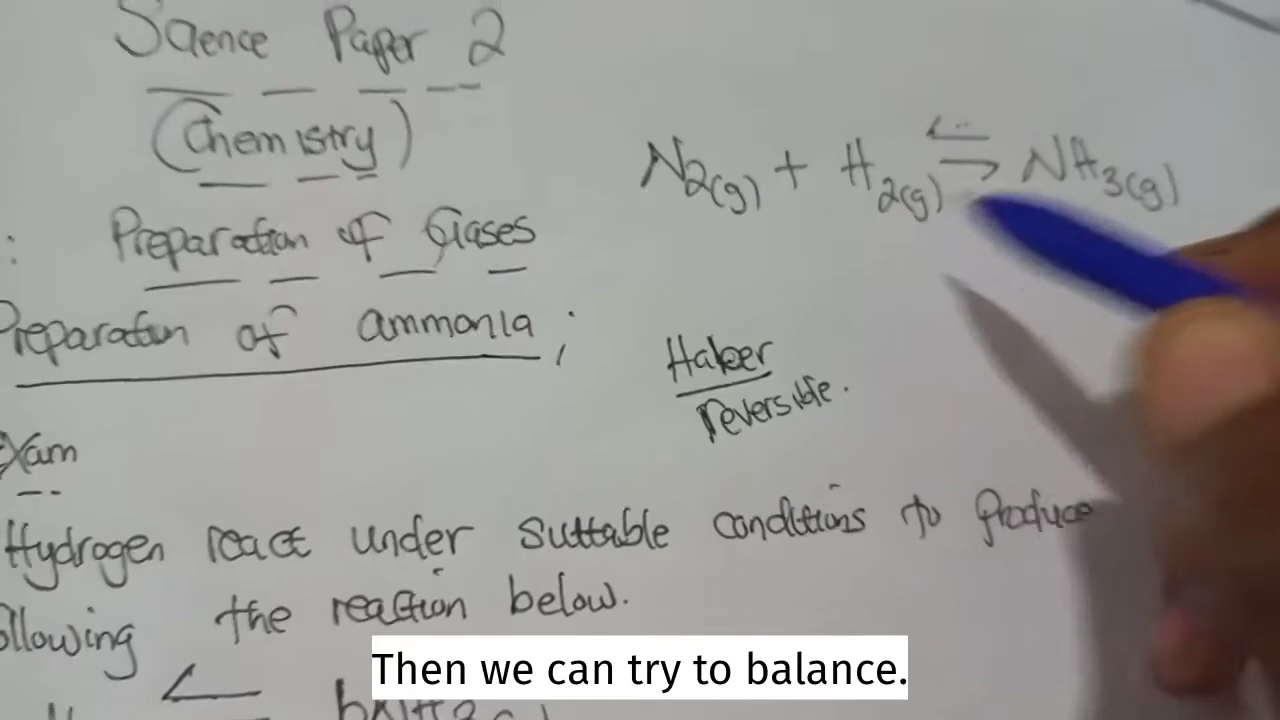 Science Paper 2
(Chemistry)
N2(g) + H2(g) ⇌ NH3(g)
: Preparation of Gases
Preparation of ammonia;
Haber
reversible.
Exam
Hydrogen react under suitable conditions to produce
ollowing the reaction below.
Then we can try to balance.